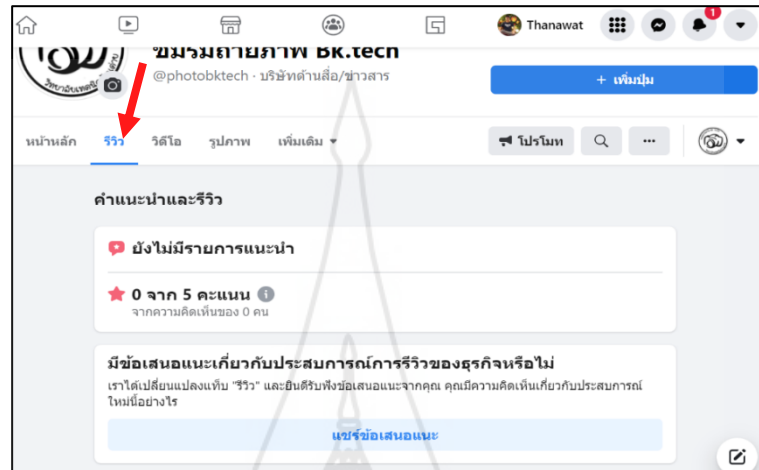 Thanawat
1
ชมรมถ่ายภาพ BK.tech
@photobktech · บริษัทด้านสื่อ/ข่าวสาร
+ เพิ่มปุ่ม
หน้าหลัก รีวิว วิดีโอ รูปภาพ เพิ่มเติม โปรโมท ...
คำแนะนำและรีวิว
ยังไม่มีรายการแนะนำ
0 จาก 5 คะแนน
จากความคิดเห็นของ 0 คน
มีข้อเสนอแนะเกี่ยวกับประสบการณ์การรีวิวของธุรกิจหรือไม่
เราได้เปลี่ยนแปลงแท็บ "รีวิว" และยินดีรับฟังข้อเสนอแนะจากคุณ คุณมีความคิดเห็นเกี่ยวกับประสบการณ์
ใหม่นี้อย่างไร
แชร์ข้อเสนอแนะ